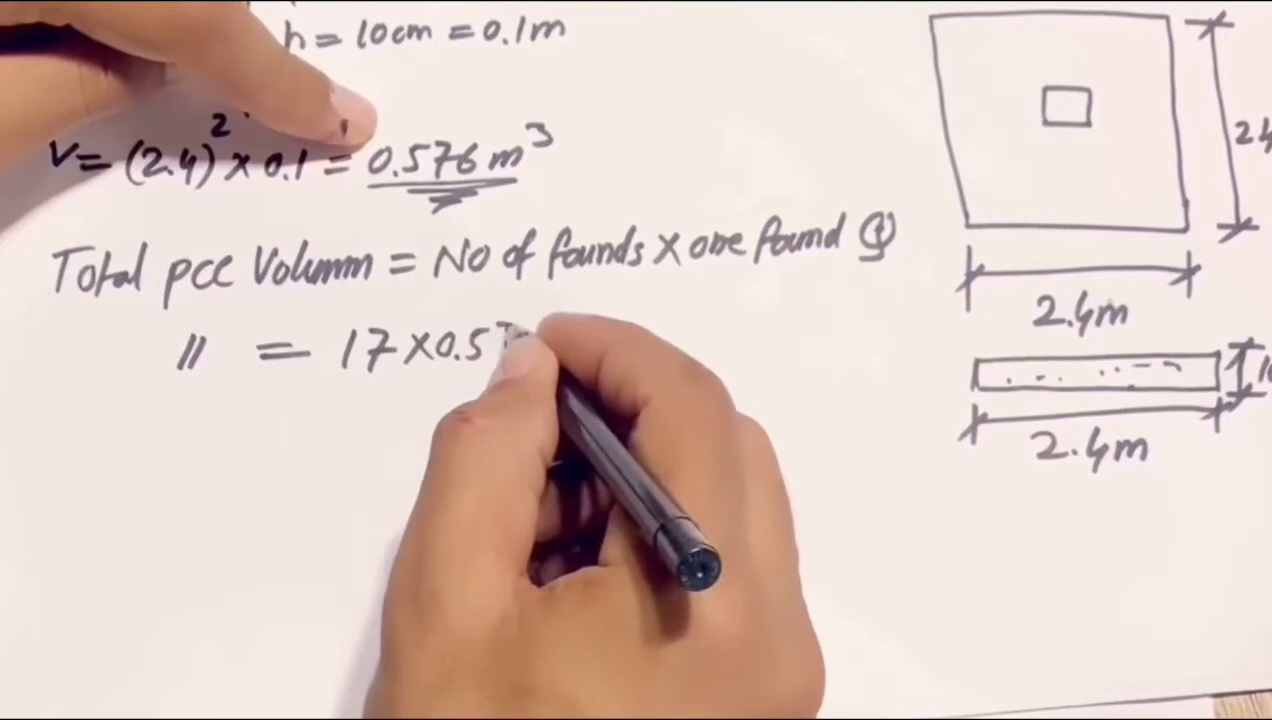 h = 10cm = 0.1m
V = (2.4)² × 0.1 = 0.576 m³
Total pcc Volumm = No of founds × one found Q
〃 = 17 × 0.57
2.4m
2.4m